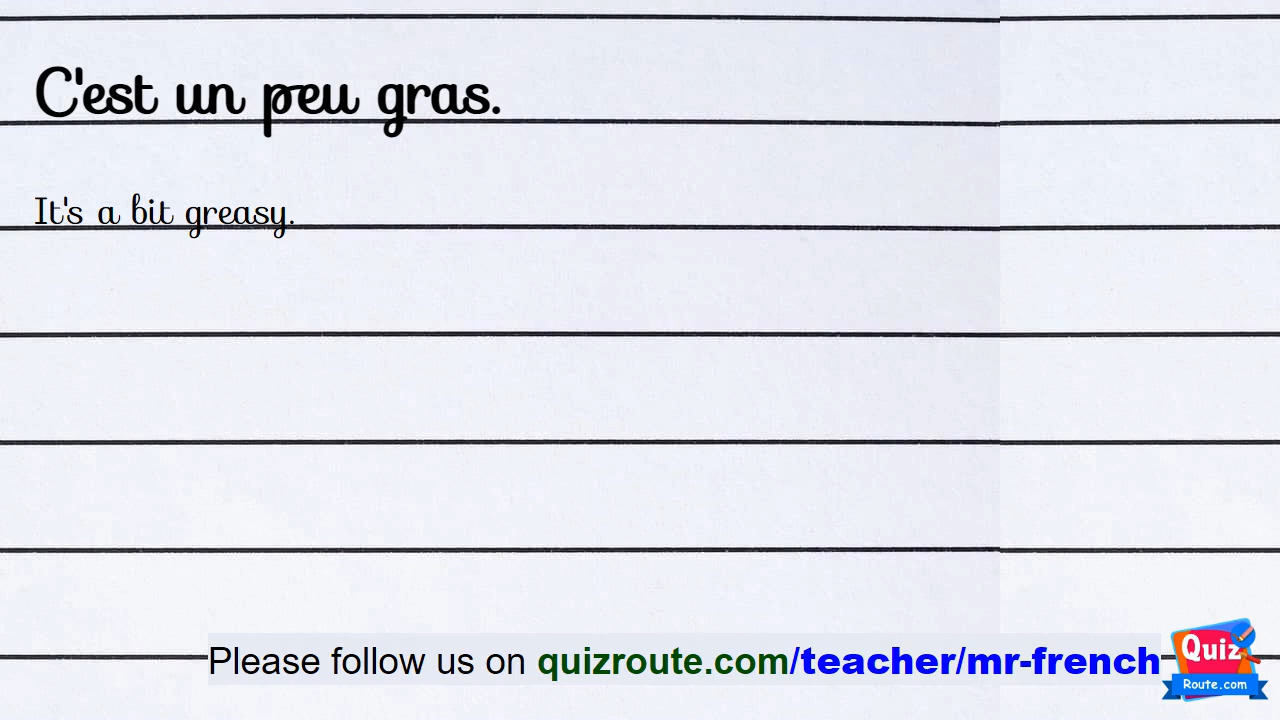 C'est un peu gras.
It's a bit greasy.
Please follow us on quizroute.com/teacher/mr-french
Quiz
Route.com